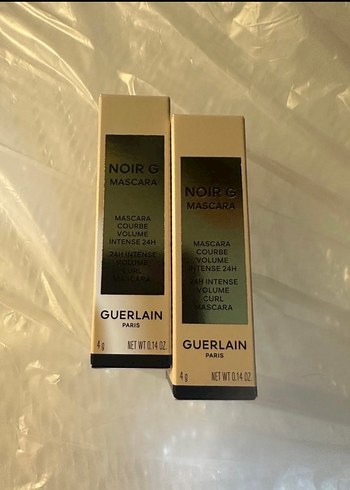 NOIR G
MASCARA
MASCARA
COURBE
VOLUME
INTENSE 24H
24H INTENSE
VOLUME
CURL
MASCARA
GUERLAIN
PARIS
4 g NET WT 0.14 OZ.
NOIR G
MASCARA
MASCARA
COURBE
VOLUME
INTENSE 24H
24H INTENSE
VOLUME
CURL
MASCARA
GUERLAIN
PARIS
4 g NET WT 0.14 OZ.